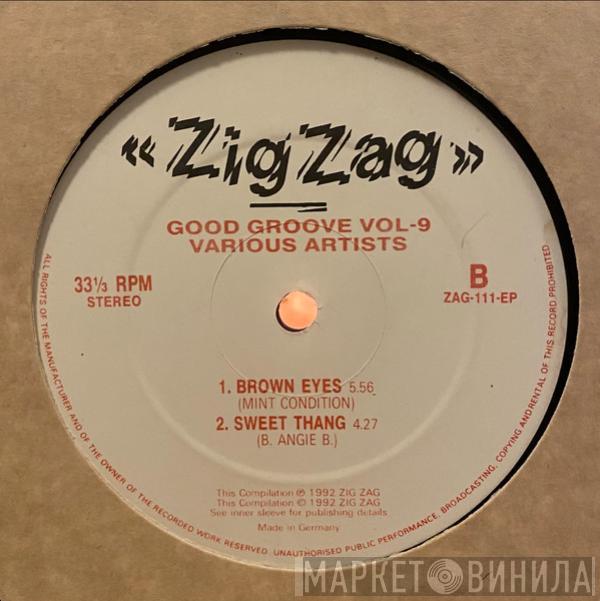 « ZigZag »
GOOD GROOVE VOL-9
VARIOUS ARTISTS
33⅓ RPM
STEREO
B
ZAG-111-EP
1. BROWN EYES 5.56
(MINT CONDITION)
2. SWEET THANG 4.27
(B. ANGIE B.)
This Compilation ℗ 1992 ZIG ZAG
This Compilation © 1992 ZIG ZAG
See inner sleeve for publishing details
Made in Germany
ALL RIGHTS OF THE MANUFACTURER AND OF THE OWNER OF THE RECORDED WORK RESERVED. UNAUTHORISED PUBLIC PERFORMANCE, BROADCASTING, COPYING AND RENTAL OF THIS RECORD PROHIBITED
МАРКЕТ ВИНИЛА